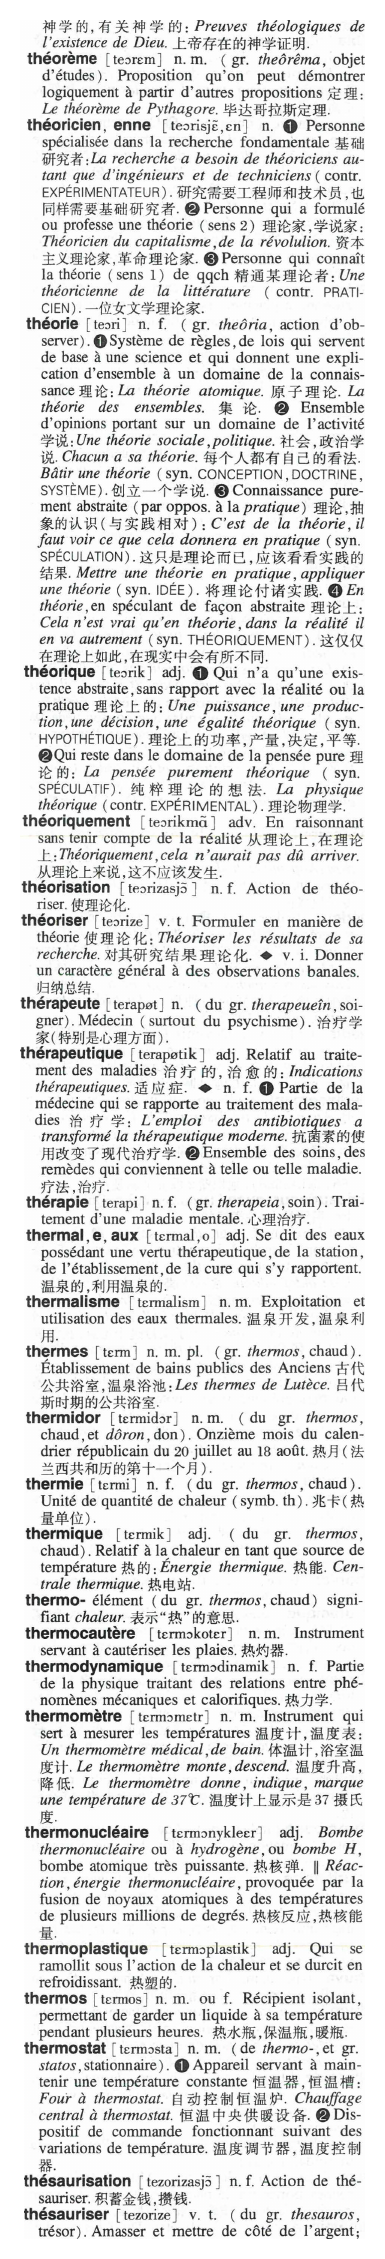 神学的,有关神学的: Preuves théologiques de
l'existence de Dieu. 上帝存在的神学证明.
théorème [teɔrɛm] n. m. ( gr. theôrêma, objet
d'études). Proposition qu'on peut démontrer
logiquement à partir d'autres propositions 定理:
Le théorème de Pythagore. 毕达哥拉斯定理.
théoricien, enne [teɔrisjɛ̃,ɛn] n. ❶ Personne
spécialisée dans la recherche fondamentale 基础
研究者:La recherche a besoin de théoriciens au-
tant que d'ingénieurs et de techniciens ( contr.
EXPÉRIMENTATEUR). 研究需要工程师和技术员,也
同样需要基础研究者. ❷ Personne qui a formulé
ou professe une théorie (sens 2) 理论家,学说家:
Théoricien du capitalisme,de la révolulion. 资本
主义理论家,革命理论家. ❸ Personne qui connaît
la théorie (sens 1) de qqch 精通某理论者: Une
théoricienne de la littérature ( contr. PRATI-
CIEN). 一位女文学理论家.
théorie [teɔri] n. f. ( gr. theôria, action d'ob-
server). ❶ Système de règles,de lois qui servent
de base à une science et qui donnent une expli-
cation d'ensemble à un domaine de la connais-
sance 理论: La théorie atomique. 原子理论. La
théorie des ensembles. 集 论. ❷ Ensemble
d'opinions portant sur un domaine de l'activité
学说:Une théorie sociale,politique. 社会,政治学
说. Chacun a sa théorie. 每个人都有自己的看法.
Bâtir une théorie (syn. CONCEPTION,DOCTRINE,
SYSTÈME). 创立一个学说. ❸ Connaissance pure-
ment abstraite (par oppos. à la pratique) 理论,抽
象的认识(与实践相对): C'est de la théorie, il
faut voir ce que cela donnera en pratique (syn.
SPÉCULATION). 这只是理论而已,应该看看实践的
结果. Mettre une théorie en pratique,appliquer
une théorie (syn. IDÉE). 将理论付诸实践. ❹ En
théorie,en spéculant de façon abstraite 理论上:
Cela n'est vrai qu'en théorie,dans la réalité il
en va autrement (syn. THÉORIQUEMENT). 这仅仅
在理论上如此,在现实中会有所不同.
théorique [teɔrik] adj. ❶ Qui n'a qu'une exis-
tence abstraite,sans rapport avec la réalité ou la
pratique 理论上的: Une puissance, une produc-
tion,une décision, une égalité théorique ( syn.
HYPOTHÉTIQUE). 理论上的功率,产量,决定,平等.
❷Qui reste dans le domaine de la pensée pure 理
论的: La pensée purement théorique ( syn.
SPÉCULATIF). 纯粹理论的想法. La physique
théorique (contr. EXPÉRIMENTAL). 理论物理学.
théoriquement [teɔrikmɑ̃] adv. En raisonnant
sans tenir compte de la réalité 从理论上,在理论
上:Théoriquement,cela n'aurait pas dû arriver.
从理论上来说,这不应该发生.
théorisation [teɔrizasjɔ̃] n. f. Action de théo-
riser. 使理论化.
théoriser [teɔrize] v. t. Formuler en manière de
théorie 使理论化: Théoriser les résultats de sa
recherche. 对其研究结果理论化. ◆ v. i. Donner
un caractère général à des observations banales.
归纳总结.
thérapeute [terapøt] n. ( du gr. therapeueîn, soi-
gner). Médecin ( surtout du psychisme). 治疗学
家(特别是心理方面).
thérapeutique [terapøtik] adj. Relatif au traite-
ment des maladies 治疗的, 治愈的: Indications
thérapeutiques. 适应症. ◆ n. f. ❶ Partie de la
médecine qui se rapporte au traitement des mala-
dies 治疗学: L'emploi des antibiotiques a
transformé la thérapeutique moderne. 抗菌素的使
用改变了现代治疗学. ❷ Ensemble des soins,des
remèdes qui conviennent à telle ou telle maladie.
疗法,治疗.
thérapie [terapi] n. f. ( gr. therapeia, soin). Trai-
tement d'une maladie mentale. 心理治疗.
thermal,e,aux [tɛrmal,o] adj. Se dit des eaux
possédant une vertu thérapeutique,de la station,
de l'établissement,de la cure qui s'y rapportent.
温泉的,利用温泉的.
thermalisme [tɛrmalism] n. m. Exploitation et
utilisation des eaux thermales. 温泉开发,温泉利
用.
thermes [tɛrm] n. m. pl. ( gr. thermos, chaud).
Établissement de bains publics des Anciens 古代
公共浴室,温泉浴池: Les thermes de Lutèce. 吕代
斯时期的公共浴室.
thermidor [tɛrmidɔr] n. m. ( du gr. thermos,
chaud,et dôron,don). Onzième mois du calen-
drier républicain du 20 juillet au 18 août. 热月(法
兰西共和历的第十一个月).
thermie [tɛrmi] n. f. ( du gr. thermos, chaud).
Unité de quantité de chaleur (symb. th). 兆卡(热
量单位).
thermique [tɛrmik] adj. ( du gr. thermos,
chaud). Relatif à la chaleur en tant que source de
température 热的: Énergie thermique. 热能. Cen-
trale thermique. 热电站.
thermo- élément ( du gr. thermos, chaud) signi-
fiant chaleur. 表示“热”的意思.
thermocautère [tɛrmɔkotɛr] n. m. Instrument
servant à cautériser les plaies. 热灼器.
thermodynamique [tɛrmɔdinamik] n. f. Partie
de la physique traitant des relations entre phé-
nomènes mécaniques et calorifiques. 热力学.
thermomètre [tɛrmɔmɛtr] n. m. Instrument qui
sert à mesurer les températures 温度计,温度表:
Un thermomètre médical,de bain. 体温计,浴室温
度计. Le thermomètre monte,descend. 温度升高,
降低. Le thermomètre donne, indique, marque
une température de 37℃. 温度计上显示是 37 摄氏
度.
thermonucléaire [tɛrmɔnykleɛr] adj. Bombe
thermonucléaire ou à hydrogène,ou bombe H,
bombe atomique très puissante. 热核弹. ‖ Réac-
tion,énergie thermonucléaire, provoquée par la
fusion de noyaux atomiques à des températures
de plusieurs millions de degrés. 热核反应,热核能
量.
thermoplastique [tɛrmɔplastik] adj. Qui se
ramollit sous l'action de la chaleur et se durcit en
refroidissant. 热塑的.
thermos [tɛrmos] n. m. ou f. Récipient isolant,
permettant de garder un liquide à sa température
pendant plusieurs heures. 热水瓶,保温瓶,暖瓶.
thermostat [tɛrmɔsta] n. m. ( de thermo-,et gr.
statos,stationnaire). ❶ Appareil servant à main-
tenir une température constante 恒温器,恒温槽:
Four à thermostat. 自动控制恒温炉. Chauffage
central à thermostat. 恒温中央供暖设备. ❷ Dis-
positif de commande fonctionnant suivant des
variations de température. 温度调节器,温度控制
器.
thésaurisation [tezorizasjɔ̃] n. f. Action de thé-
sauriser. 积蓄金钱,攒钱.
thésauriser [tezorize] v. t. ( du gr. thesauros,
trésor). Amasser et mettre de côté de l'argent;